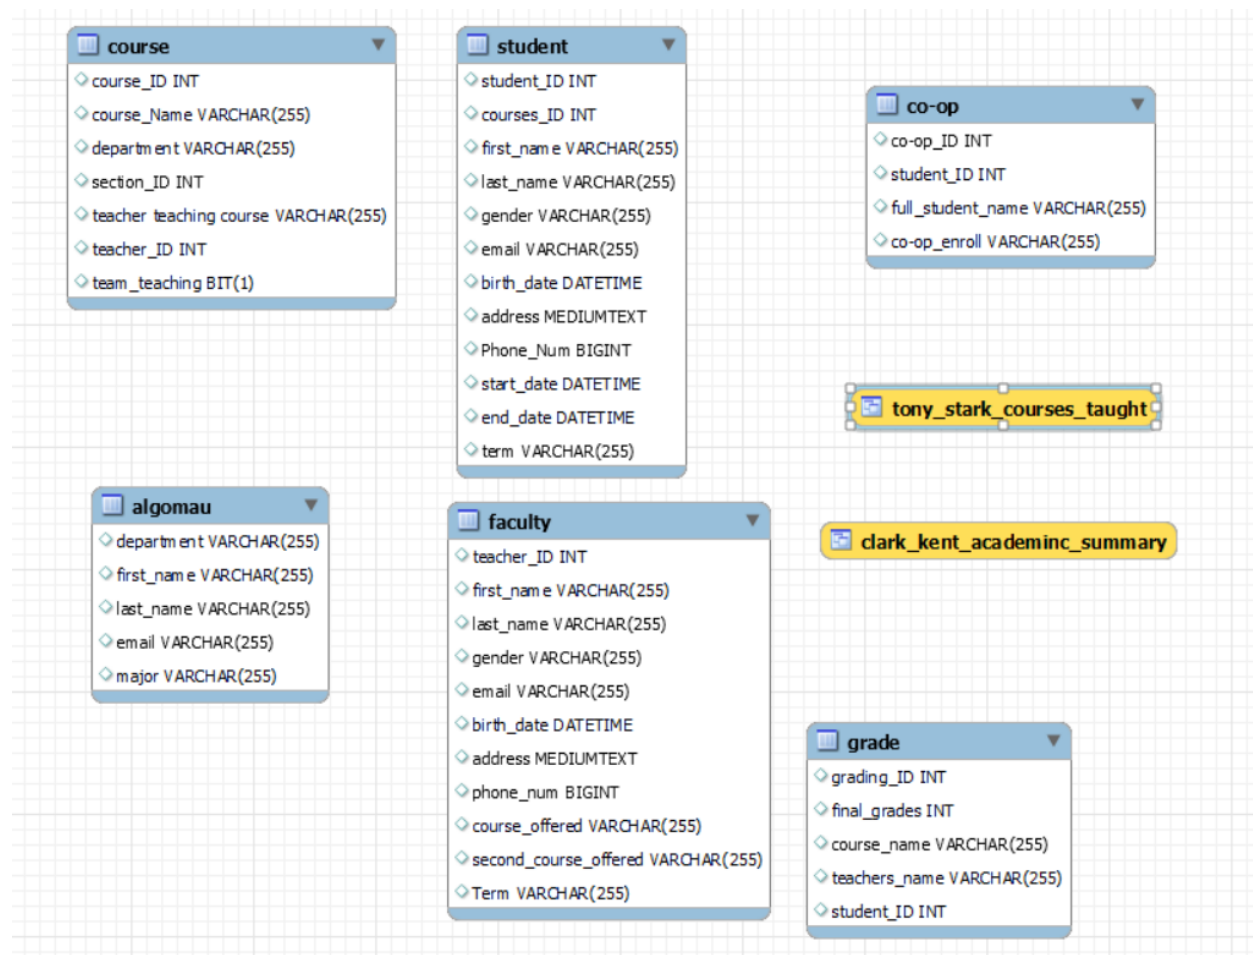 course
course_ID INT
course_Name VARCHAR(255)
department VARCHAR(255)
section_ID INT
teacher teaching course VARCHAR(255)
teacher_ID INT
team_teaching BIT(1)
student
student_ID INT
courses_ID INT
first_name VARCHAR(255)
last_name VARCHAR(255)
gender VARCHAR(255)
email VARCHAR(255)
birth_date DATETIME
address MEDIUMTEXT
Phone_Num BIGINT
start_date DATETIME
end_date DATETIME
term VARCHAR(255)
co-op
co-op_ID INT
student_ID INT
full_student_name VARCHAR(255)
co-op_enroll VARCHAR(255)
tony_stark_courses_taught
algomau
department VARCHAR(255)
first_name VARCHAR(255)
last_name VARCHAR(255)
email VARCHAR(255)
major VARCHAR(255)
faculty
teacher_ID INT
first_name VARCHAR(255)
last_name VARCHAR(255)
gender VARCHAR(255)
email VARCHAR(255)
birth_date DATETIME
address MEDIUMTEXT
phone_num BIGINT
course_offered VARCHAR(255)
second_course_offered VARCHAR(255)
Term VARCHAR(255)
clark_kent_academinc_summary
grade
grading_ID INT
final_grades INT
course_name VARCHAR(255)
teachers_name VARCHAR(255)
student_ID INT